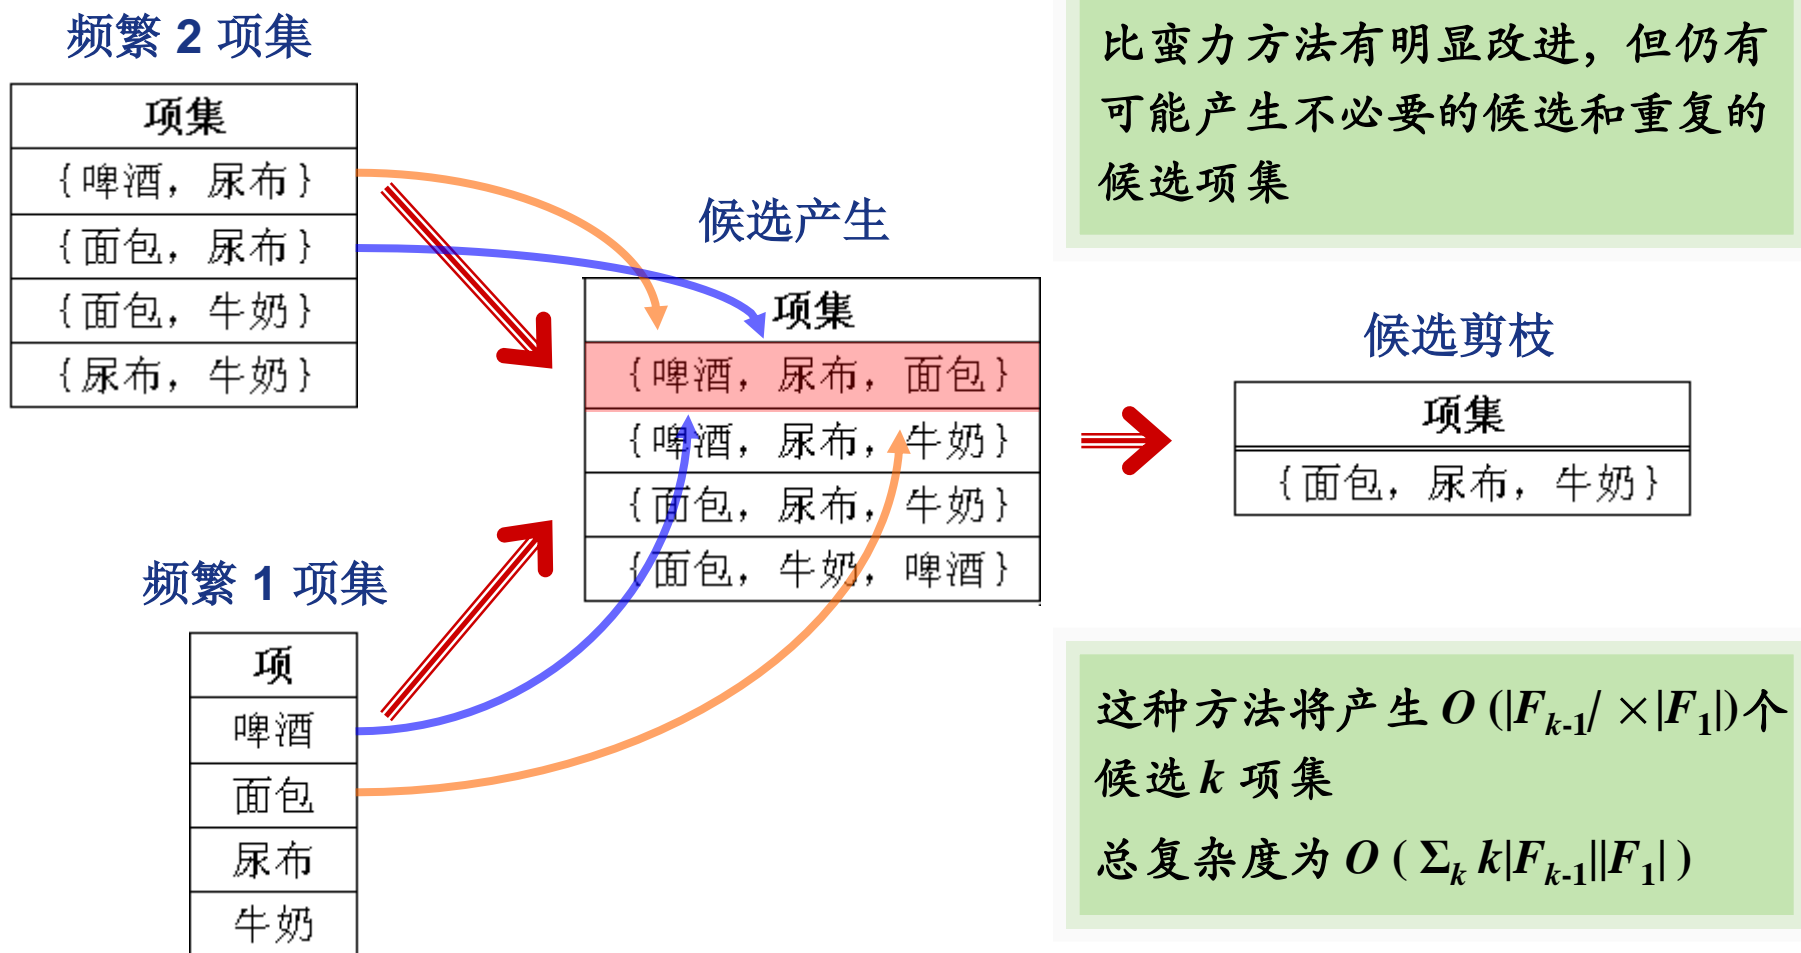 频繁 2 项集
项集
{啤酒，尿布}
{面包，尿布}
{面包，牛奶}
{尿布，牛奶}
频繁 1 项集
项
啤酒
面包
尿布
牛奶
候选产生
项集
{啤酒，尿布，面包}
{啤酒，尿布，牛奶}
{面包，尿布，牛奶}
{面包，牛奶，啤酒}
候选剪枝
项集
{面包，尿布，牛奶}
比蛮力方法有明显改进，但仍有
可能产生不必要的候选和重复的
候选项集
这种方法将产生 O (|Fk-1/ ×|F1|)个
候选 k 项集
总复杂度为 O ( Σk k|Fk-1||F1| )